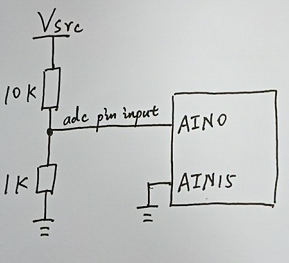 Vsrc
10K
adc pin input
AIN0
1K
AIN15